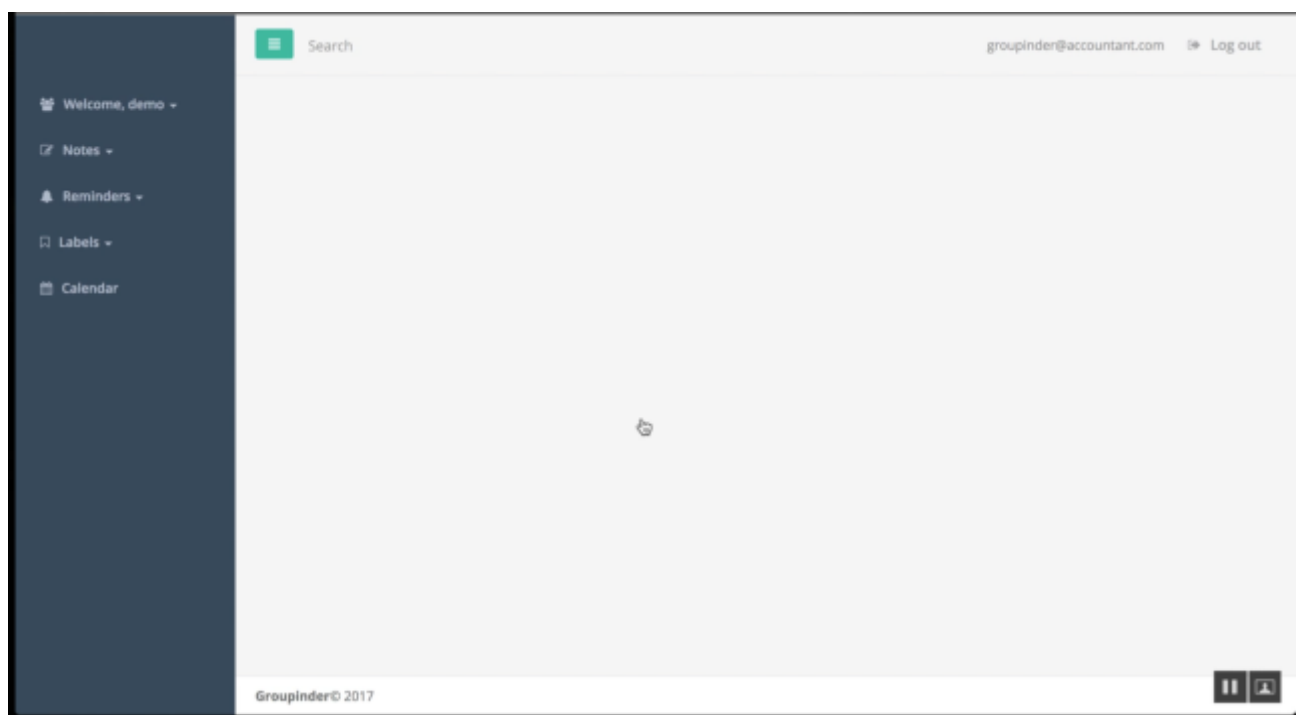 Search
groupinder@accountant.com Log out
Welcome, demo
Notes
Reminders
Labels
Calendar
Groupinder© 2017